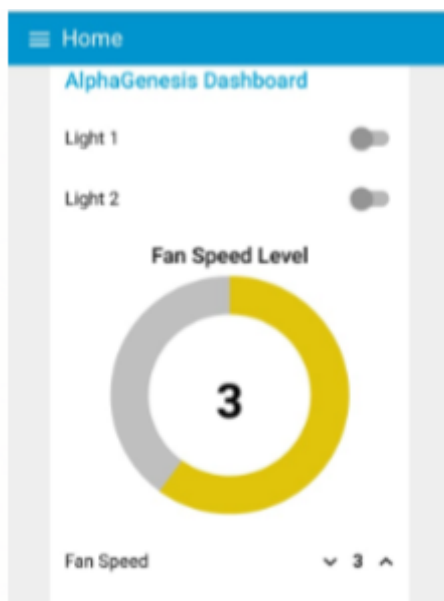 Home
AlphaGenesis Dashboard
Light 1
Light 2
Fan Speed Level
3
Fan Speed 3